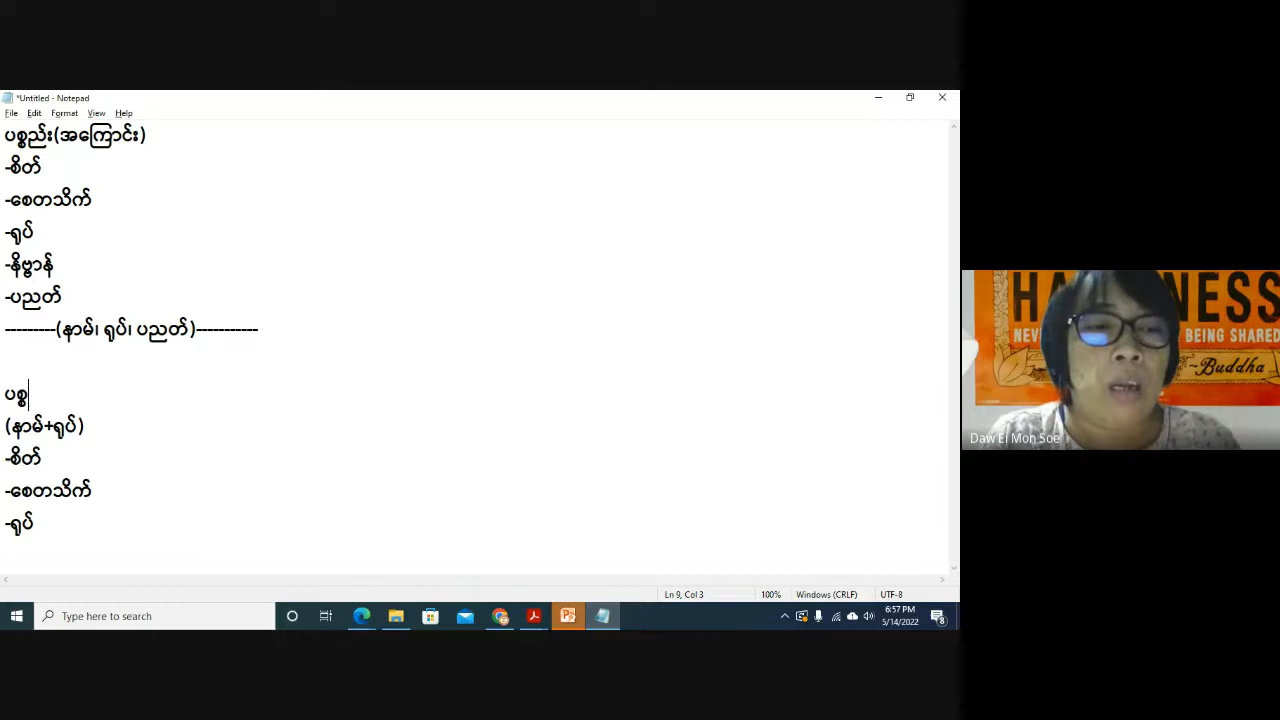 *Untitled - Notepad
File Edit Format View Help
ပစ္စည်း(အကြောင်း)
-စိတ်
-စေတသိက်
-ရုပ်
-နိဗ္ဗာန်
-ပညတ်
---------(နာမ်၊ ရုပ်၊ ပညတ်)-----------
ပစ္စ
(နာမ်+ရုပ်)
-စိတ်
-စေတသိက်
-ရုပ်
Ln 9, Col 3 100% Windows (CRLF) UTF-8
Type here to search
6:57 PM
5/14/2022
8
NEV BEING SHARED
Buddha
Daw Ei Mon Soe